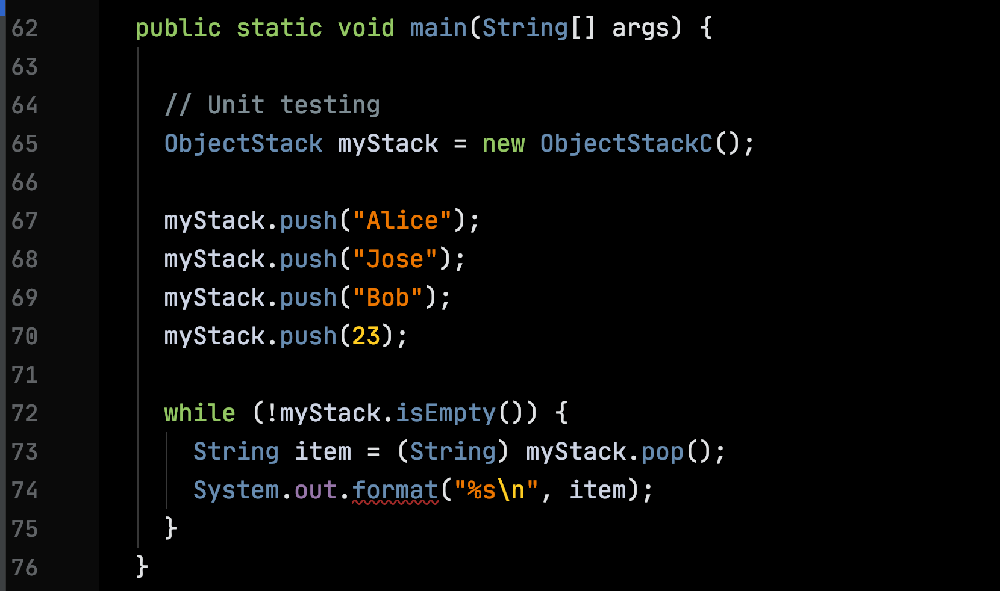 62 public static void main(String[] args) {
63
64 // Unit testing
65 ObjectStack myStack = new ObjectStackC();
66
67 myStack.push("Alice");
68 myStack.push("Jose");
69 myStack.push("Bob");
70 myStack.push(23);
71
72 while (!myStack.isEmpty()) {
73 String item = (String) myStack.pop();
74 System.out.format("%s\n", item);
75 }
76 }